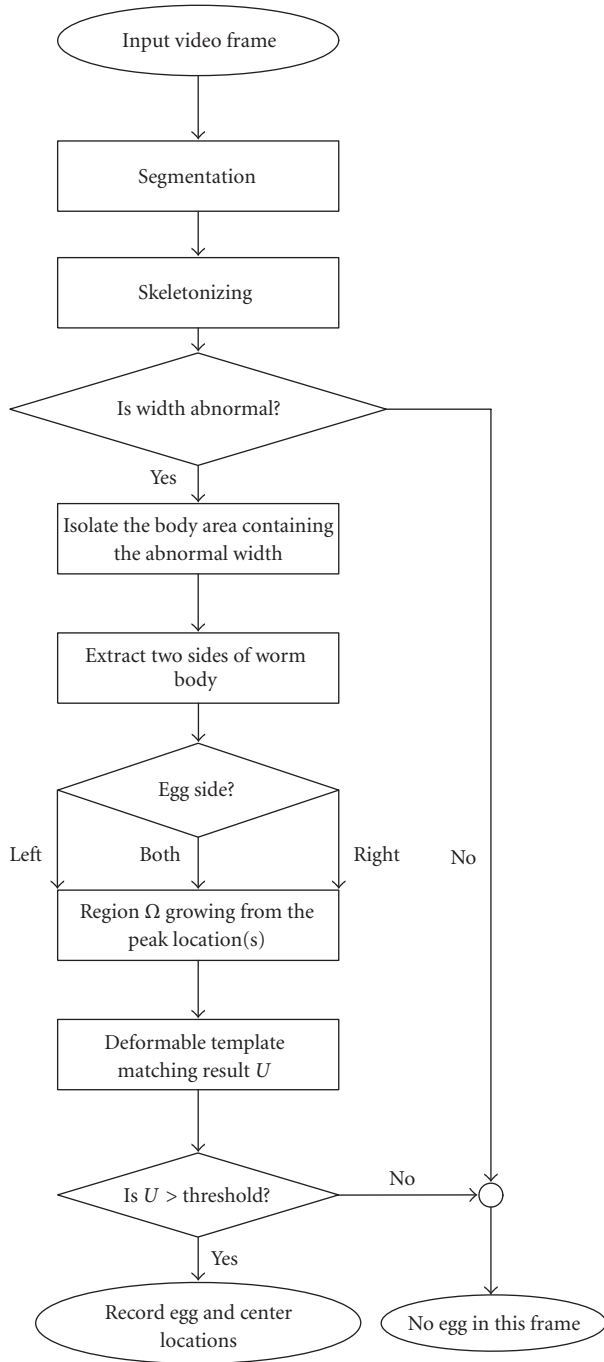 Input video frame
Segmentation
Skeletonizing
Is width abnormal?
Yes
Isolate the body area containing
the abnormal width
Extract two sides of worm
body
Egg side?
Left
Both
Right
No
Region Ω growing from the
peak location(s)
Deformable template
matching result U
Is U > threshold?
No
Yes
Record egg and center
locations
No egg in this frame